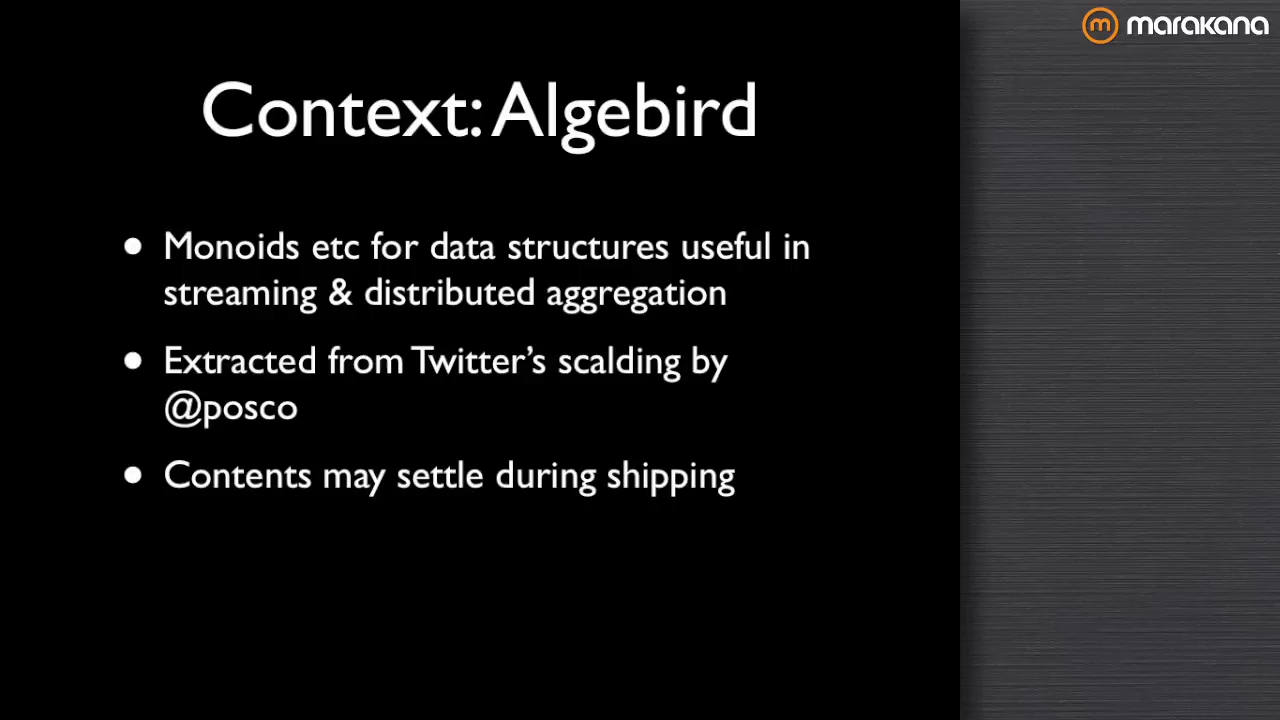 marakana
Context: Algebird
• Monoids etc for data structures useful in
streaming & distributed aggregation
• Extracted from Twitter’s scalding by
@posco
• Contents may settle during shipping